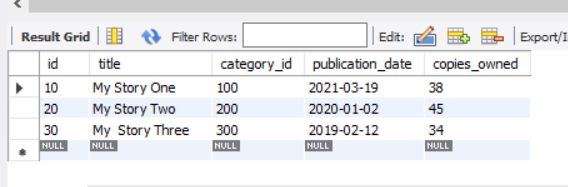 Result Grid Filter Rows: Edit: Export/I
id title category_id publication_date copies_owned
10 My Story One 100 2021-03-19 38
20 My Story Two 200 2020-01-02 45
30 My  Story Three 300 2019-02-12 34
NULL NULL NULL NULL NULL